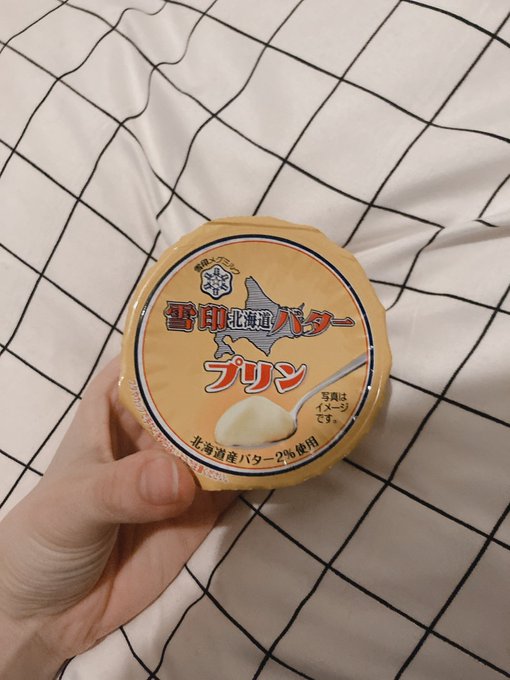 雪印メグミルク
雪印北海道バター
プリン
写真は
イメージ
です。
北海道産バター2%使用